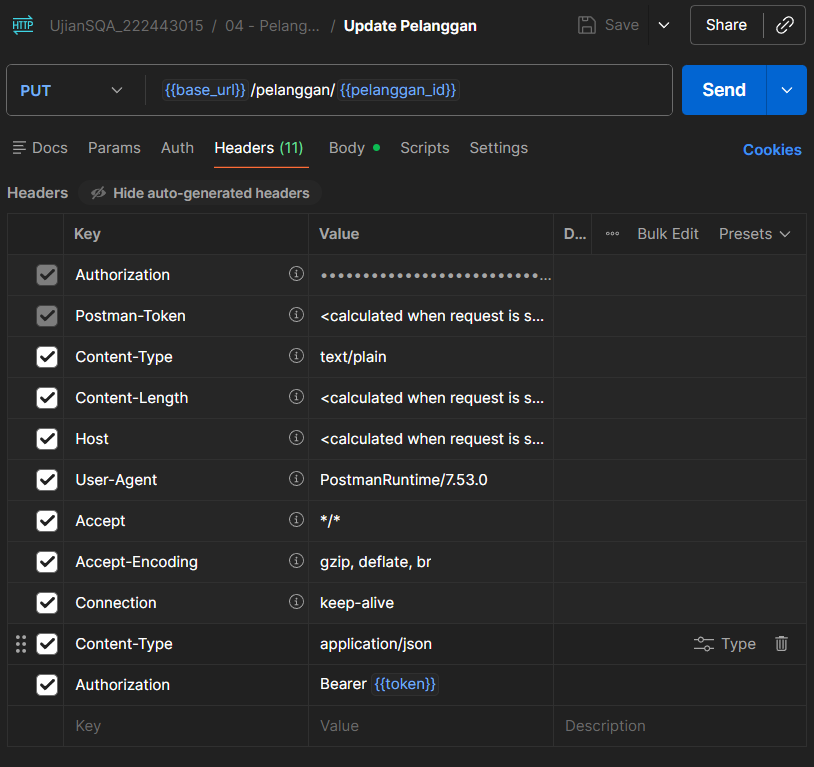 HTTP UjianSQA_222443015 / 04 - Pelang... / Update Pelanggan Save Share
PUT {{base_url}}/pelanggan/{{pelanggan_id}} Send
Docs Params Auth Headers (11) Body Scripts Settings Cookies
Headers Hide auto-generated headers
Key Value D... Bulk Edit Presets
Authorization ••••••••••••••••••••••••••...
Postman-Token <calculated when request is s...
Content-Type text/plain
Content-Length <calculated when request is s...
Host <calculated when request is s...
User-Agent PostmanRuntime/7.53.0
Accept */*
Accept-Encoding gzip, deflate, br
Connection keep-alive
Content-Type application/json Type
Authorization Bearer {{token}}
Key Value Description